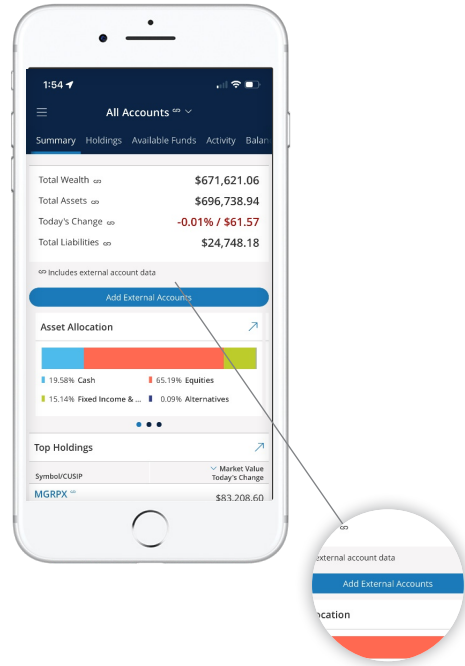 1:54
All Accounts
Summary Holdings Available Funds Activity Balan
Total Wealth $671,621.06
Total Assets $696,738.94
Today's Change -0.01% / $61.57
Total Liabilities $24,748.18
Includes external account data
Add External Accounts
Asset Allocation
19.58% Cash 65.19% Equities
15.14% Fixed Income & ... 0.09% Alternatives
Top Holdings
Symbol/CUSIP Market Value
Today's Change
MGRPX $83,208.60
external account data
Add External Accounts
ocation